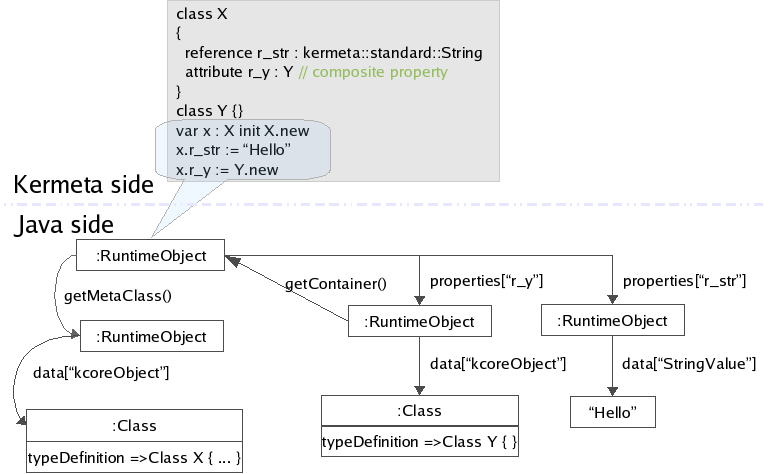 class X
{
reference r_str : kermeta::standard::String
attribute r_y : Y // composite property
}
class Y {}
var x : X init X.new
x.r_str := “Hello”
x.r_y := Y.new
Kermeta side
Java side
:RuntimeObject
getMetaClass()
getContainer()
properties[“r_y”]
properties[“r_str”]
:RuntimeObject
:RuntimeObject
:RuntimeObject
data[“kcoreObject”]
data[“kcoreObject”]
data[“StringValue”]
:Class
typeDefinition =>Class X { ... }
:Class
typeDefinition =>Class Y { }
“Hello”